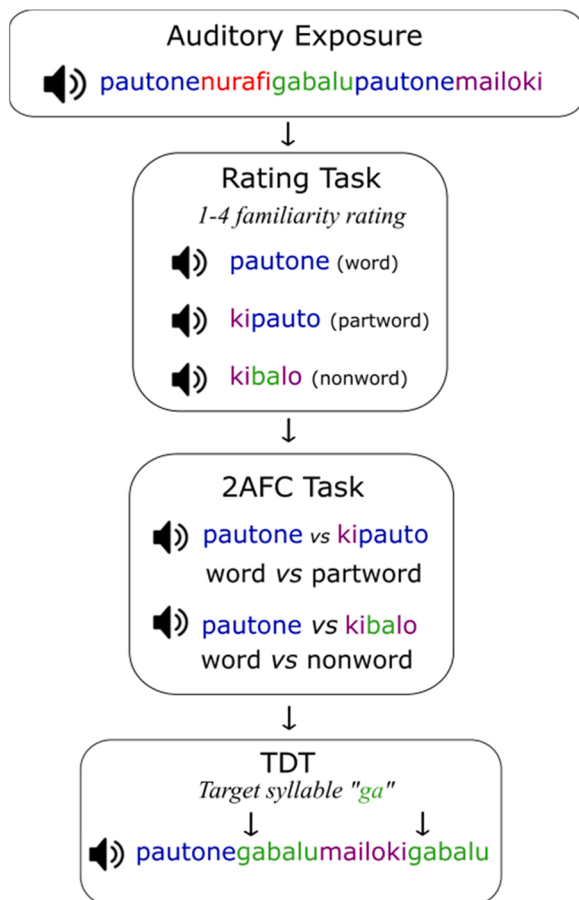 Auditory Exposure
pautonenurafigabalupautonemailoki
Rating Task
1-4 familiarity rating
pautone (word)
kipauto (partword)
kibalo (nonword)
2AFC Task
pautone vs kipauto
word vs partword
pautone vs kibalo
word vs nonword
TDT
Target syllable "ga"
pautonegabalumailokigabalu